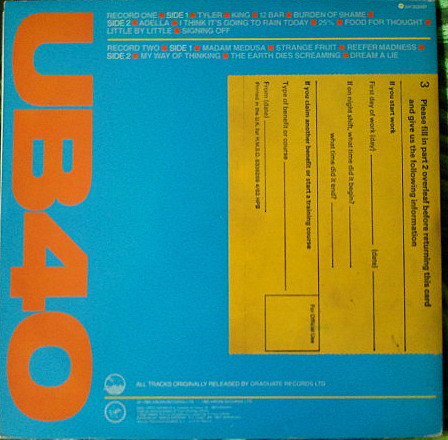 RECORD ONE ■ SIDE 1 ■ TYLER ■ KING ■ 12 BAR ■ BURDEN OF SHAME ■
SIDE 2 ■ ADELLA ■ I THINK IT'S GOING TO RAIN TODAY ■ 25% ■ FOOD FOR THOUGHT ■
LITTLE BY LITTLE ■ SIGNING OFF
RECORD TWO ■ SIDE 1 ■ MADAM MEDUSA ■ STRANGE FRUIT ■ REEFER MADNESS ■
SIDE 2 ■ MY WAY OF THINKING ■ THE EARTH DIES SCREAMING ■ DREAM A LIE
UB40
3 Please fill in part 2 overleaf before returning this card
and give us the following information
If you start work
First day of work (day) (date)
If on night shift, what time did it begin?
what time did it end?
If you claim another benefit or start a training course
Type of benefit or course
From (date)
Printed in the U.K. for H.M.S.O.
For Official Use
ALL TRACKS ORIGINALLY RELEASED BY GRADUATE RECORDS LTD